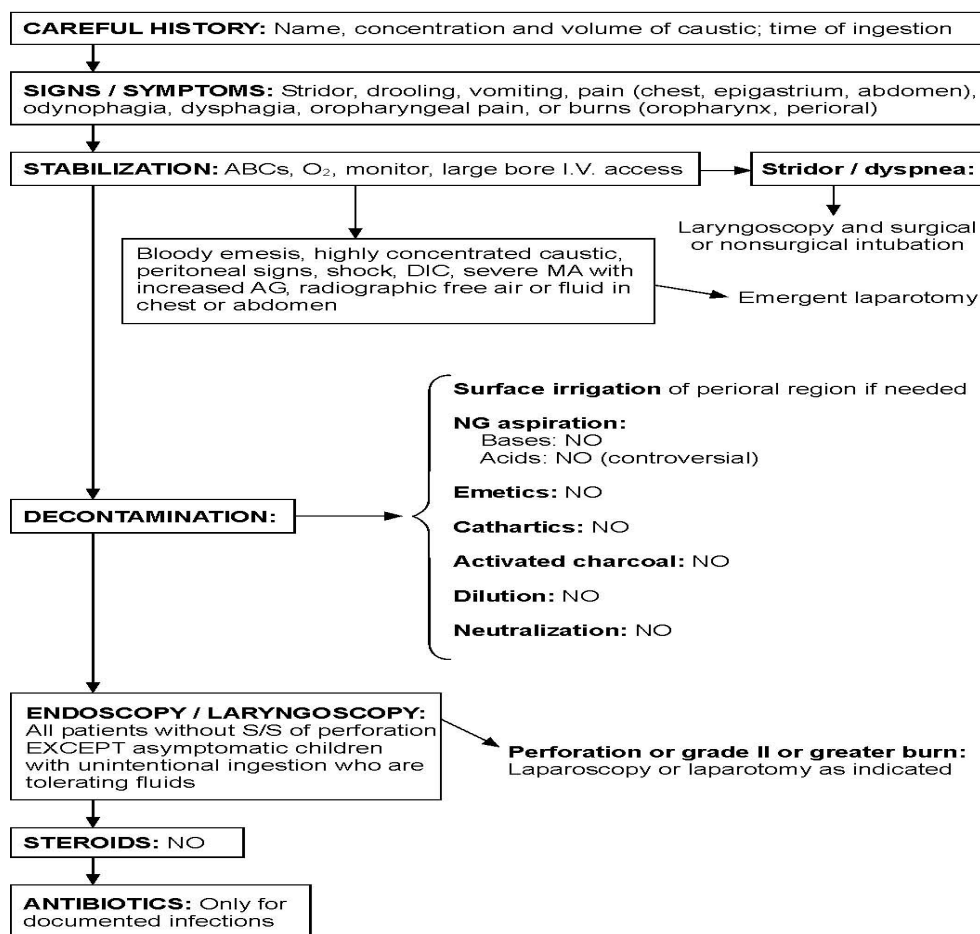 CAREFUL HISTORY: Name, concentration and volume of caustic; time of ingestion
SIGNS / SYMPTOMS: Stridor, drooling, vomiting, pain (chest, epigastrium, abdomen),
odynophagia, dysphagia, oropharyngeal pain, or burns (oropharynx, perioral)
STABILIZATION: ABCs, O₂, monitor, large bore I.V. access
Stridor / dyspnea:
Laryngoscopy and surgical
or nonsurgical intubation
Bloody emesis, highly concentrated caustic,
peritoneal signs, shock, DIC, severe MA with
increased AG, radiographic free air or fluid in
chest or abdomen
Emergent laparotomy
DECONTAMINATION:
Surface irrigation of perioral region if needed
NG aspiration:
Bases: NO
Acids: NO (controversial)
Emetics: NO
Cathartics: NO
Activated charcoal: NO
Dilution: NO
Neutralization: NO
ENDOSCOPY / LARYNGOSCOPY:
All patients without S/S of perforation
EXCEPT asymptomatic children
with unintentional ingestion who are
tolerating fluids
Perforation or grade II or greater burn:
Laparoscopy or laparotomy as indicated
STEROIDS: NO
ANTIBIOTICS: Only for
documented infections